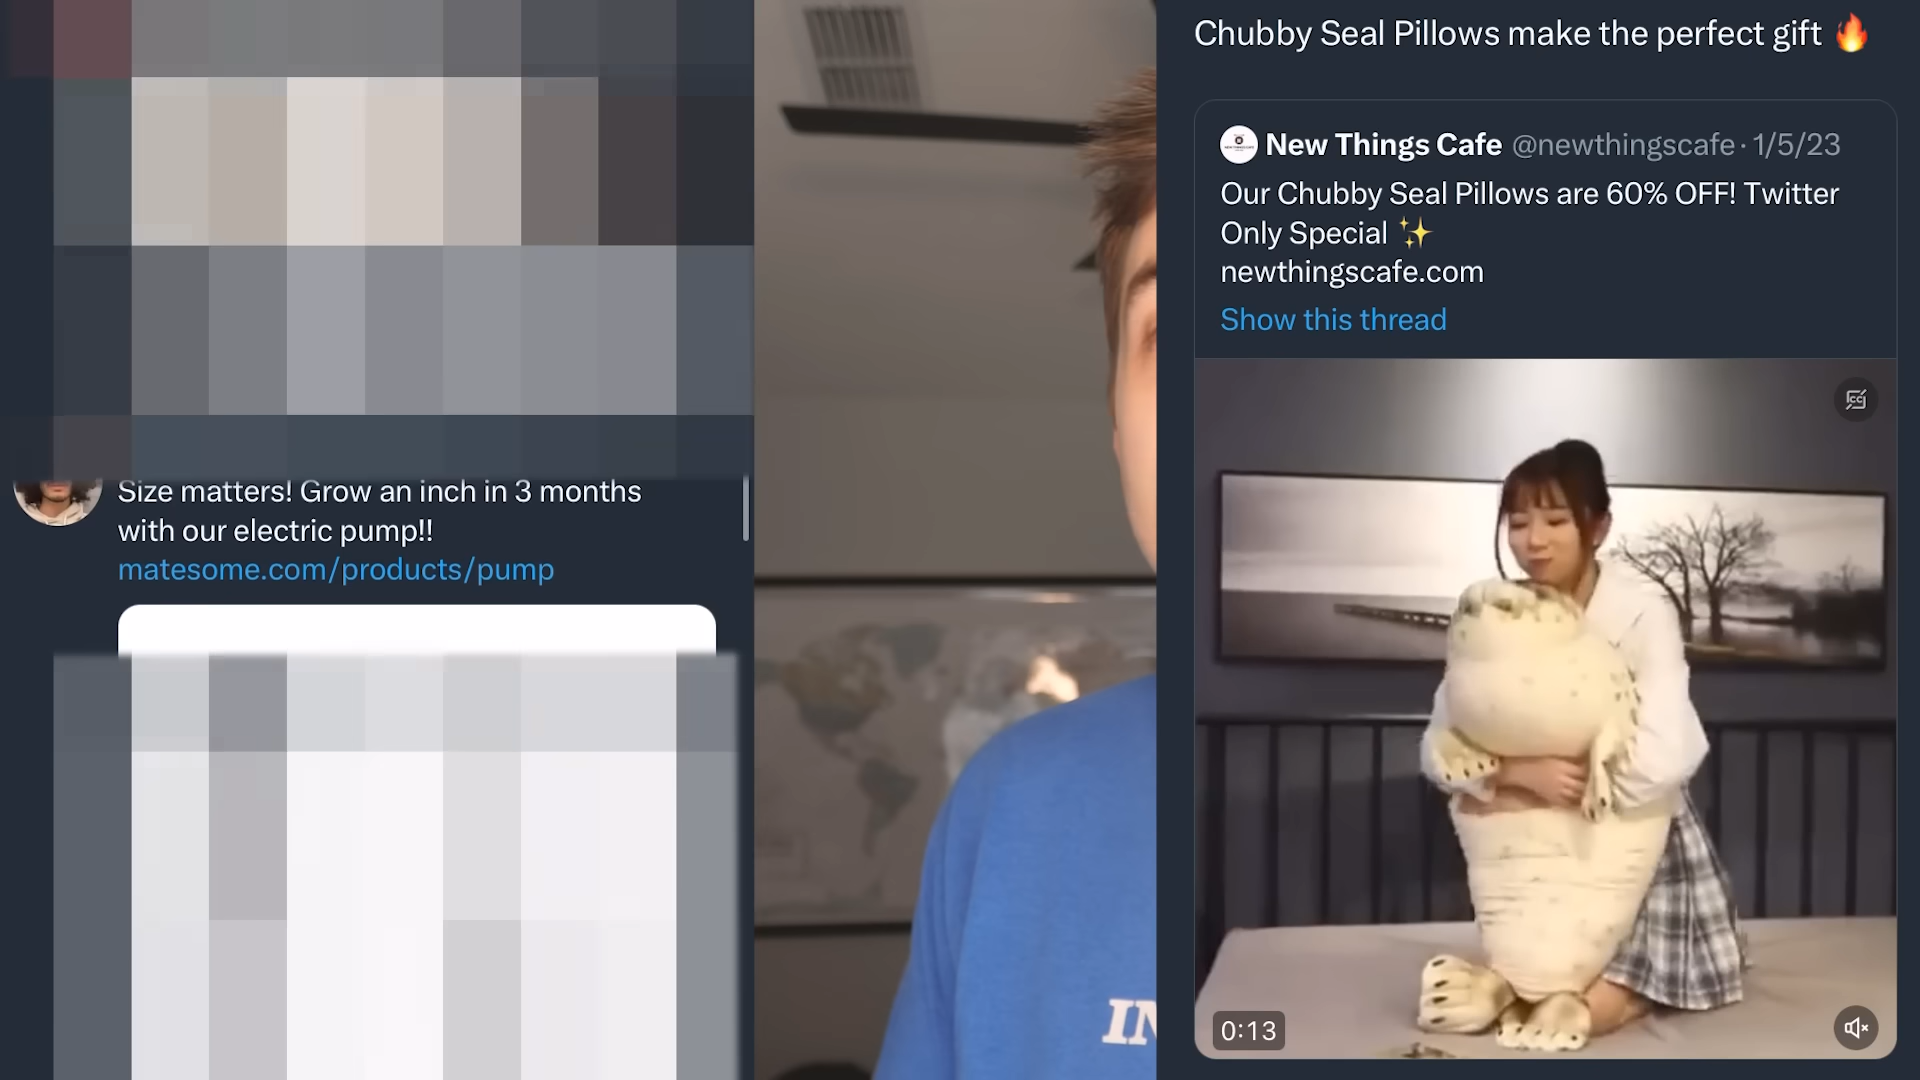 Size matters! Grow an inch in 3 months
with our electric pump!!
matesome.com/products/pump
IN
Chubby Seal Pillows make the perfect gift 🔥
New Things Cafe @newthingscafe · 1/5/23
Our Chubby Seal Pillows are 60% OFF! Twitter
Only Special ✨
newthingscafe.com
Show this thread
CC
0:13